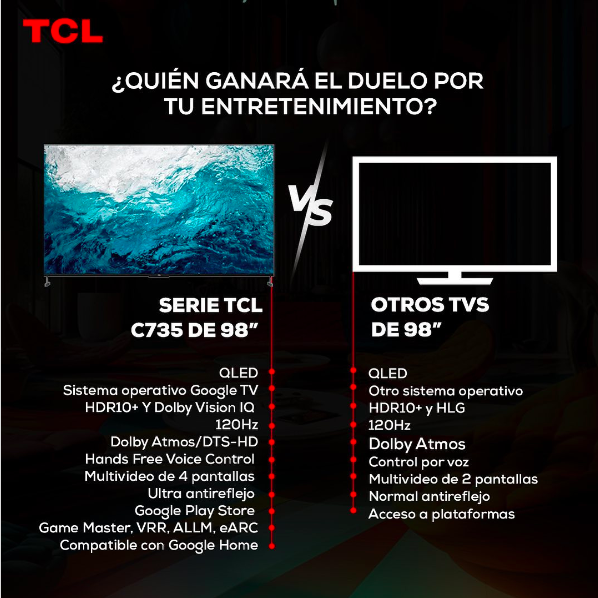 TCL
¿QUIÉN GANARÁ EL DUELO POR
TU ENTRETENIMIENTO?
VS
SERIE TCL
C735 DE 98”
QLED
Sistema operativo Google TV
HDR10+ Y Dolby Vision IQ
120Hz
Dolby Atmos/DTS-HD
Hands Free Voice Control
Multivideo de 4 pantallas
Ultra antireflejo
Google Play Store
Game Master, VRR, ALLM, eARC
Compatible con Google Home
OTROS TVS
DE 98”
QLED
Otro sistema operativo
HDR10+ y HLG
120Hz
Dolby Atmos
Control por voz
Multivideo de 2 pantallas
Normal antireflejo
Acceso a plataformas